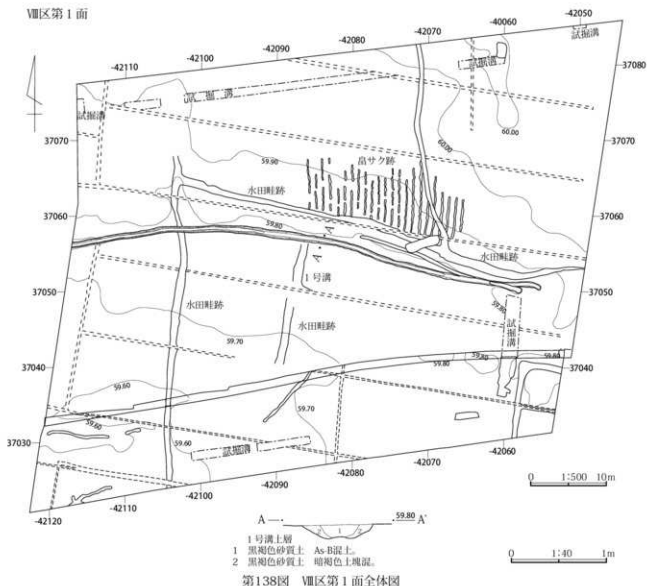 Ⅷ区第1面
-42050
-40060
-42070
-42080
-42090
-42100
-42110
試掘溝
37080
試掘溝
試掘溝
試掘溝
60.00
60.00
37070
37070
59.90
畠サク跡
水田畦跡
37060
37060
59.80
A A'
水田畦跡
37050
1号溝
37050
水田畦跡
59.80
水田畦跡
59.70
試掘溝
37040
59.80
59.80
59.80
59.80
37040
59.70
59.60
37030
59.60
試掘溝
37030
-42060
-42070
-42080
-42090
-42100
-42110
-42120
0 1:500 10m
A 59.80 A'
1 2
1号溝土層
1 黒褐色砂質土 As-B混土。
2 黒褐色砂質土 暗褐色土塊混。
0 1:40 1m
第138図 Ⅷ区第1面全体図